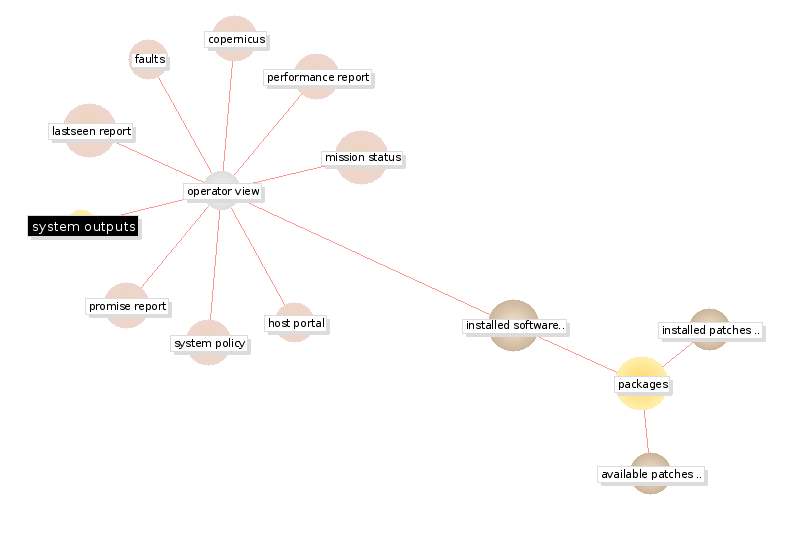 copernicus
faults
performance report
lastseen report
mission status
operator view
system outputs
promise report
system policy
host portal
installed software..
installed patches ..
packages
available patches ..